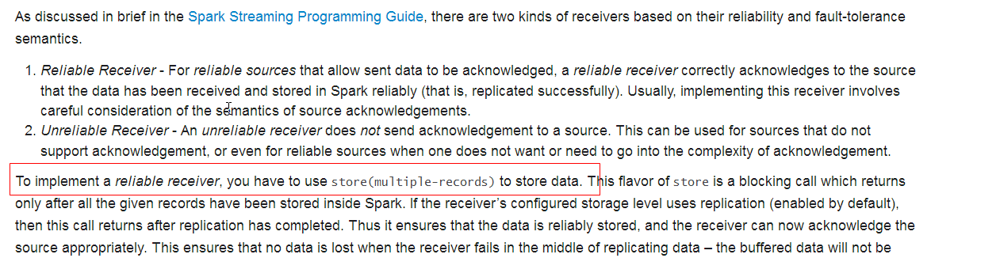 As discussed in brief in the Spark Streaming Programming Guide, there are two kinds of receivers based on their reliability and fault-tolerance
semantics.
1. Reliable Receiver - For reliable sources that allow sent data to be acknowledged, a reliable receiver correctly acknowledges to the source
that the data has been received and stored in Spark reliably (that is, replicated successfully). Usually, implementing this receiver involves
careful consideration of the semantics of source acknowledgements.
2. Unreliable Receiver - An unreliable receiver does not send acknowledgement to a source. This can be used for sources that do not
support acknowledgement, or even for reliable sources when one does not want or need to go into the complexity of acknowledgement.
To implement a reliable receiver, you have to use store(multiple-records) to store data. This flavor of store is a blocking call which returns
only after all the given records have been stored inside Spark. If the receiver's configured storage level uses replication (enabled by default),
then this call returns after replication has completed. Thus it ensures that the data is reliably stored, and the receiver can now acknowledge the
source appropriately. This ensures that no data is lost when the receiver fails in the middle of replicating data – the buffered data will not be